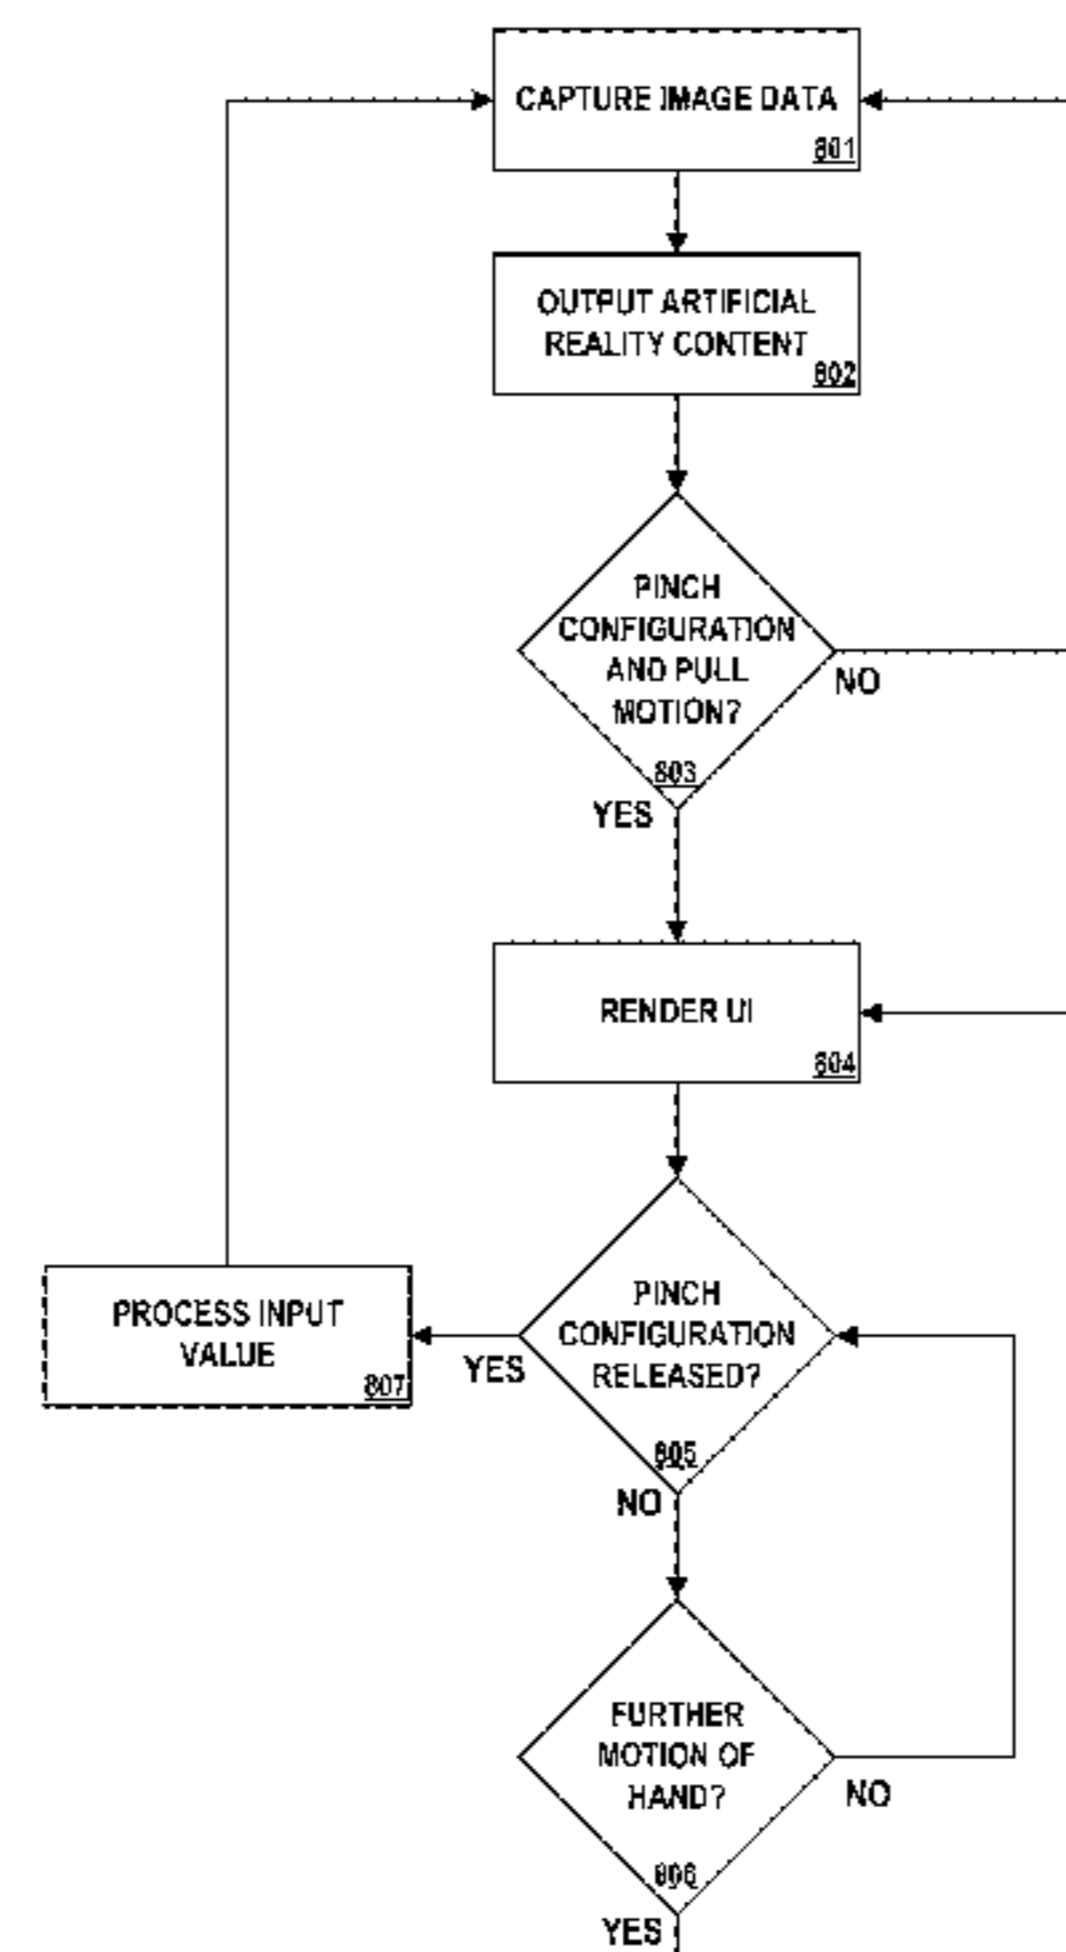 CAPTURE IMAGE DATA
801
OUTPUT ARTIFICIAL
REALITY CONTENT
802
PINCH
CONFIGURATION
AND PULL
MOTION?
803
NO
YES
RENDER UI
804
PINCH
CONFIGURATION
RELEASED?
805
YES
NO
PROCESS INPUT
VALUE
807
FURTHER
MOTION OF
HAND?
806
NO
YES